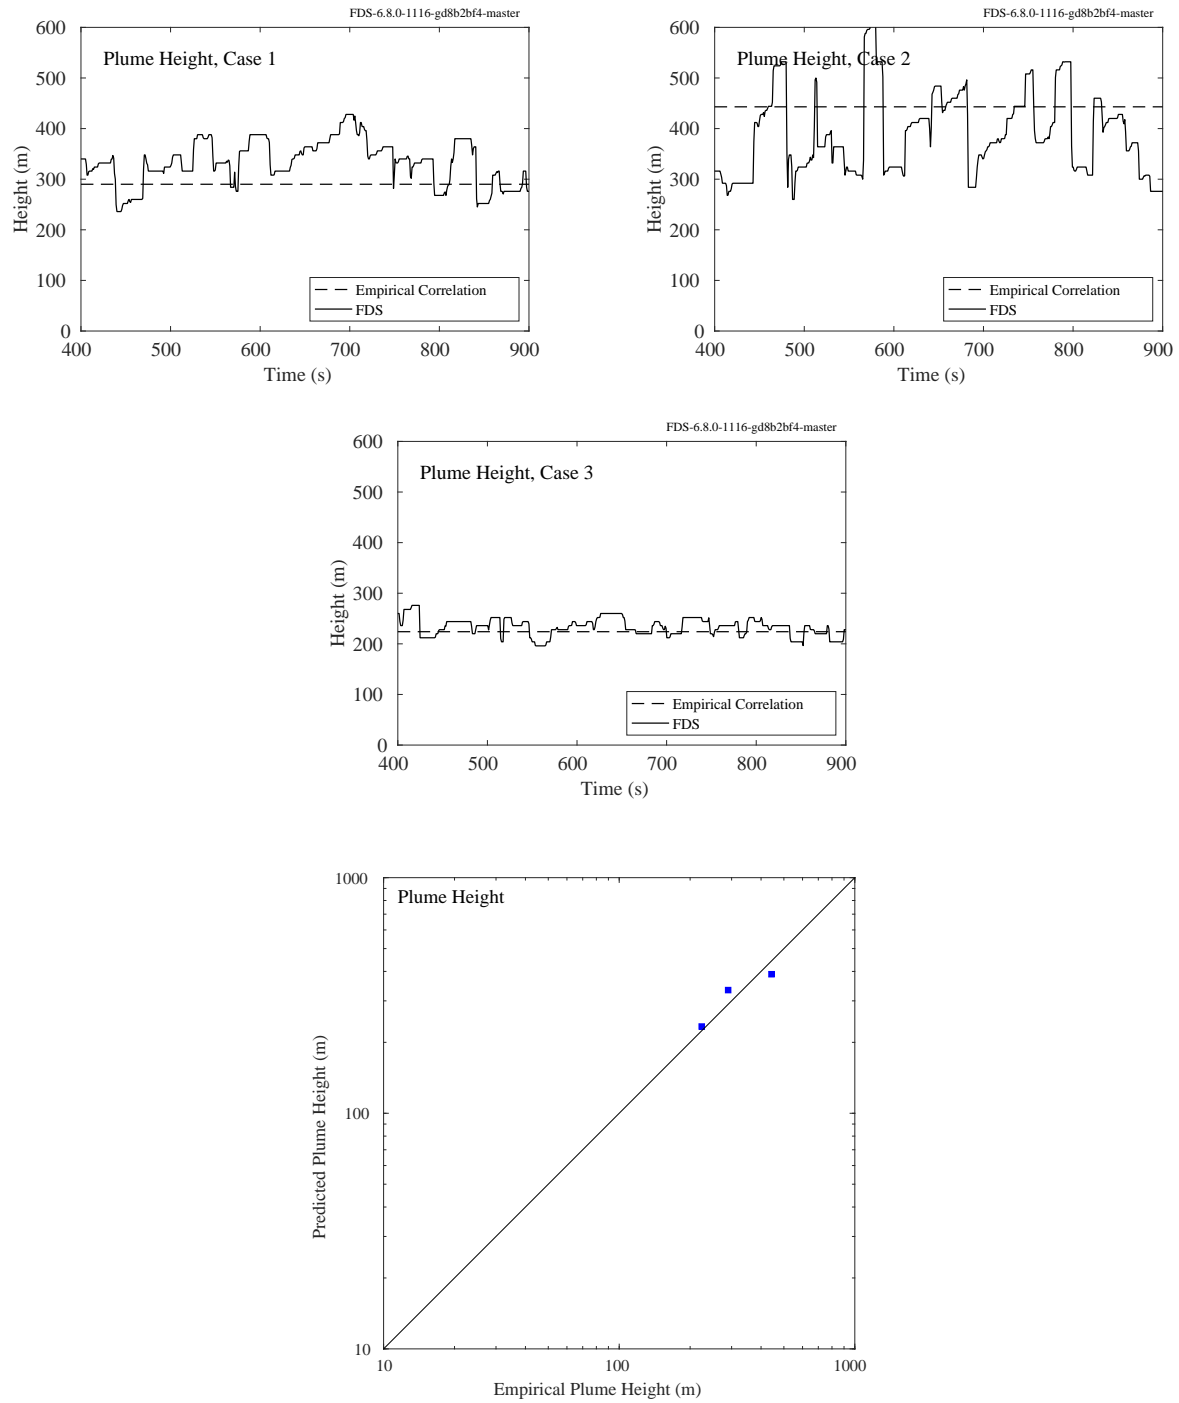 FDS-6.8.0-1116-gd8b2bf4-master
Plume Height, Case 1
600
500
400
300
200
100
0
Height (m)
Empirical Correlation
FDS
400 500 600 700 800 900
Time (s)
FDS-6.8.0-1116-gd8b2bf4-master
Plume Height, Case 2
600
500
400
300
200
100
0
Height (m)
Empirical Correlation
FDS
400 500 600 700 800 900
Time (s)
FDS-6.8.0-1116-gd8b2bf4-master
Plume Height, Case 3
600
500
400
300
200
100
0
Height (m)
Empirical Correlation
FDS
400 500 600 700 800 900
Time (s)
Plume Height
1000
100
10
Predicted Plume Height (m)
10 100 1000
Empirical Plume Height (m)